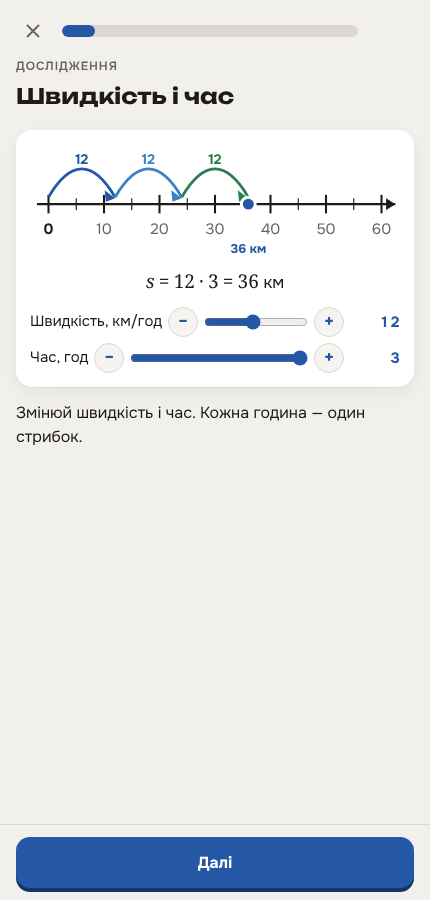 ДОСЛІДЖЕННЯ
Швидкість і час
12 12 12
0 10 20 30 40 50 60
36 км
s = 12 · 3 = 36 км
Швидкість, км/год − + 12
Час, год − + 3
Змінюй швидкість і час. Кожна година — один
стрибок.
Далі